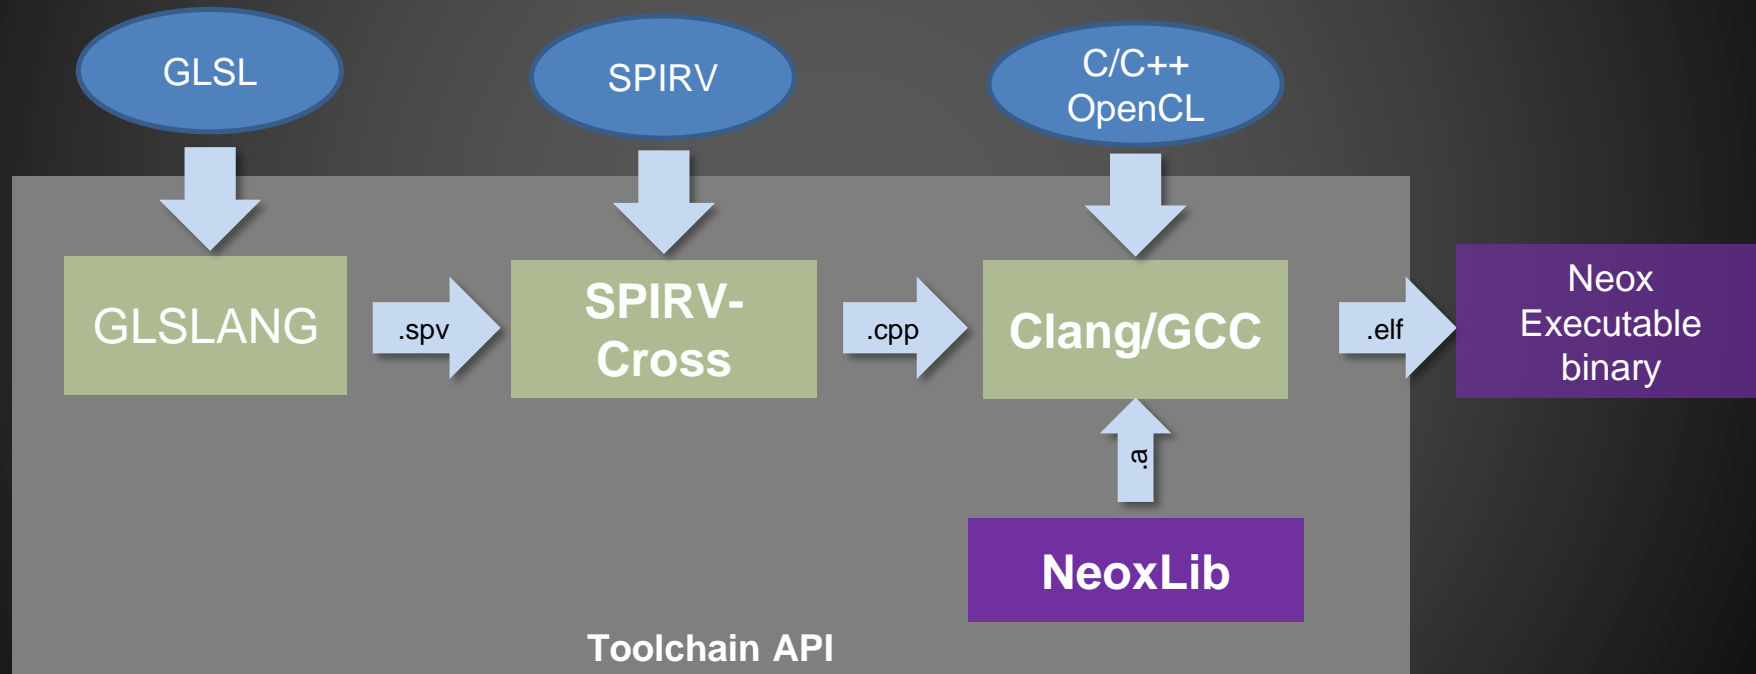 GLSL
SPIRV
C/C++
OpenCL
GLSLANG
.spv
SPIRV-
Cross
.cpp
Clang/GCC
.elf
Neox
Executable
binary
.a
NeoxLib
Toolchain API